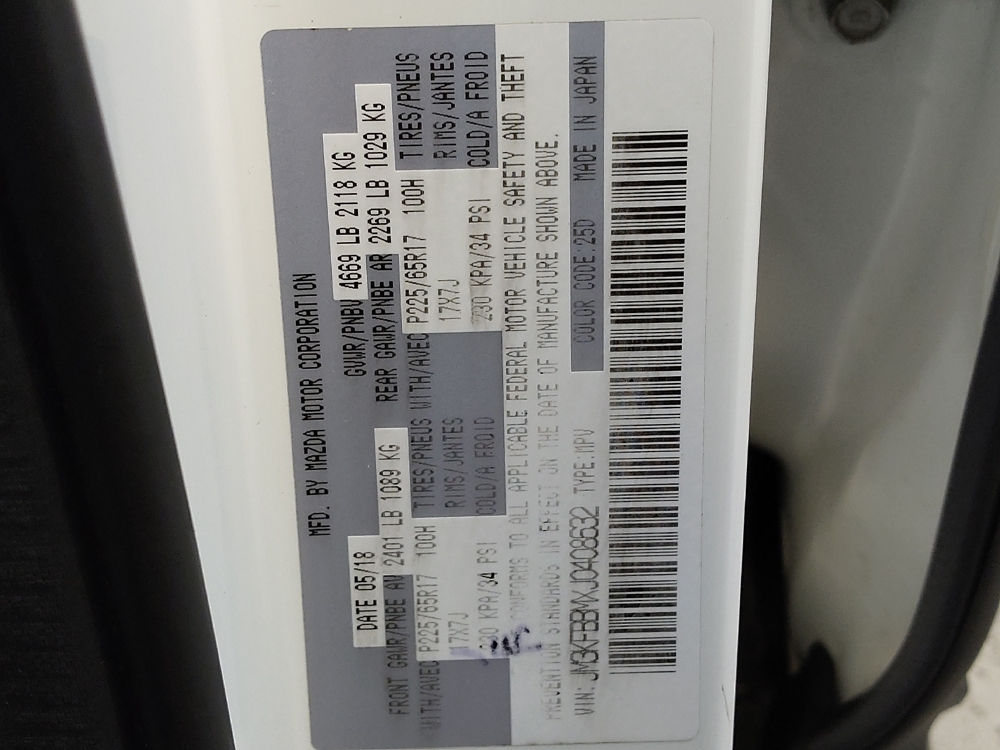 MFD. BY MAZDA MOTOR CORPORATION
DATE 05/18 GVWR/PNBV 4669 LB 2118 KG
FRONT GAWR/PNBE AV 2401 LB 1089 KG REAR GAWR/PNBE AR 2269 LB 1029 KG
WITH/AVEC P225/65R17 100H TIRES/PNEUS WITH/AVEC P225/65R17 100H TIRES/PNEUS
17X7J RIMS/JANTES 17X7J RIMS/JANTES
230 KPA/34 PSI COLD/A FROID 230 KPA/34 PSI COLD/A FROID
CONFORMS TO ALL APPLICABLE FEDERAL MOTOR VEHICLE SAFETY AND THEFT
PREVENTION STANDARDS IN EFFECT ON THE DATE OF MANUFACTURE SHOWN ABOVE.
VIN: JM3KFBBMXJ0408632 TYPE:MPV COLOR CODE:25D MADE IN JAPAN